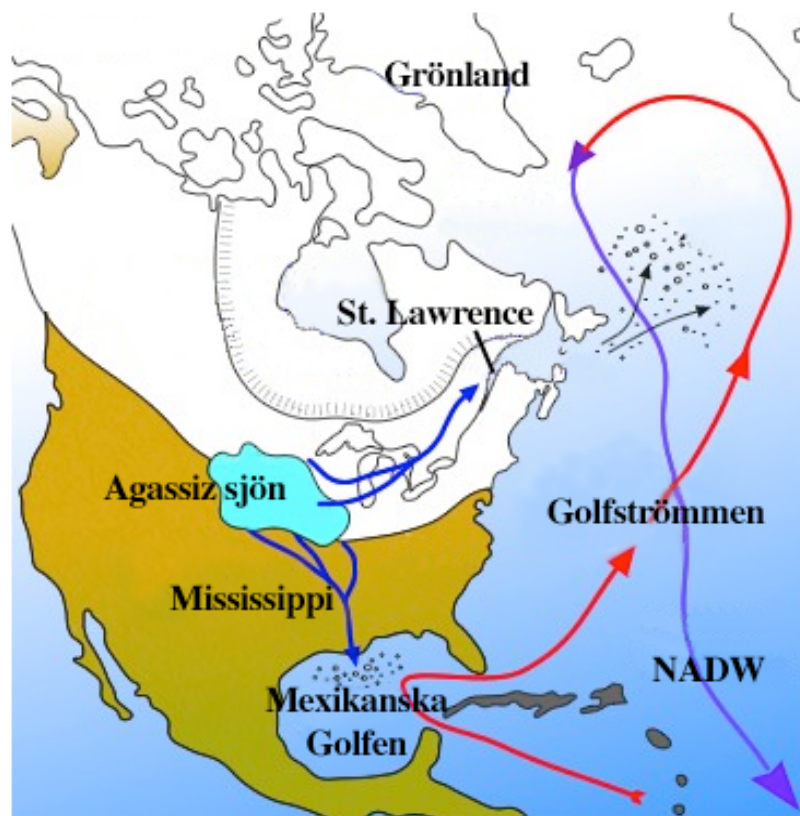 Grönland
St. Lawrence
Agassiz sjön
Golfströmmen
Mississippi
NADW
Mexikanska
Golfen